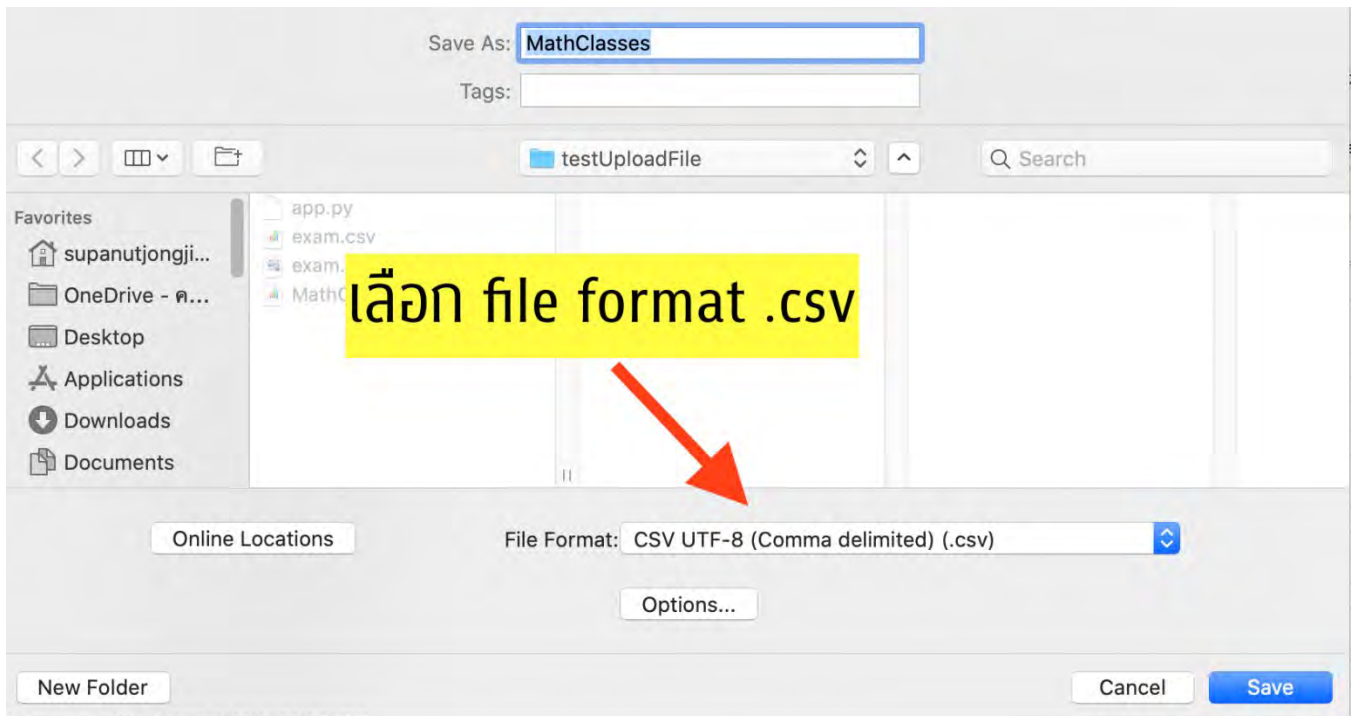 Save As: MathClasses
Tags:
testUploadFile
Search
Favorites
supanutjongji...
OneDrive - ค...
Desktop
Applications
Downloads
Documents
app.py
exam.csv
exam.
MathC
เลือก file format .csv
Online Locations
File Format: CSV UTF-8 (Comma delimited) (.csv)
Options...
New Folder
Cancel
Save